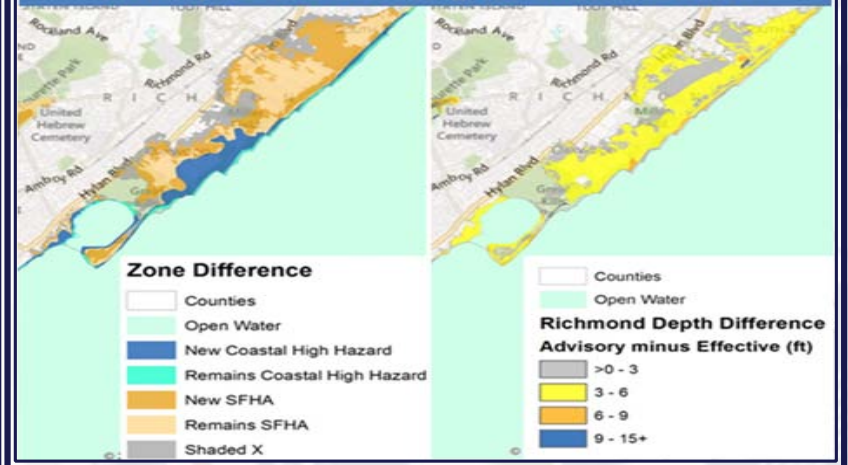 Rockland Ave
Richmond Rd
R I C H
United
Hebrew
Cemetery
Amboy Rd
Hylan Blvd
Zone Difference
Counties
Open Water
New Coastal High Hazard
Remains Coastal High Hazard
New SFHA
Remains SFHA
Shaded X
Richmond Rd
R I C H
United
Hebrew
Cemetery
Amboy Rd
Hylan Blvd
Counties
Open Water
Richmond Depth Difference
Advisory minus Effective (ft)
>0 - 3
3 - 6
6 - 9
9 - 15+
©